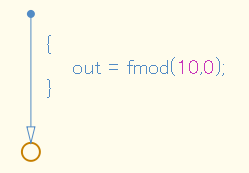 {
out = fmod(10,0);
}